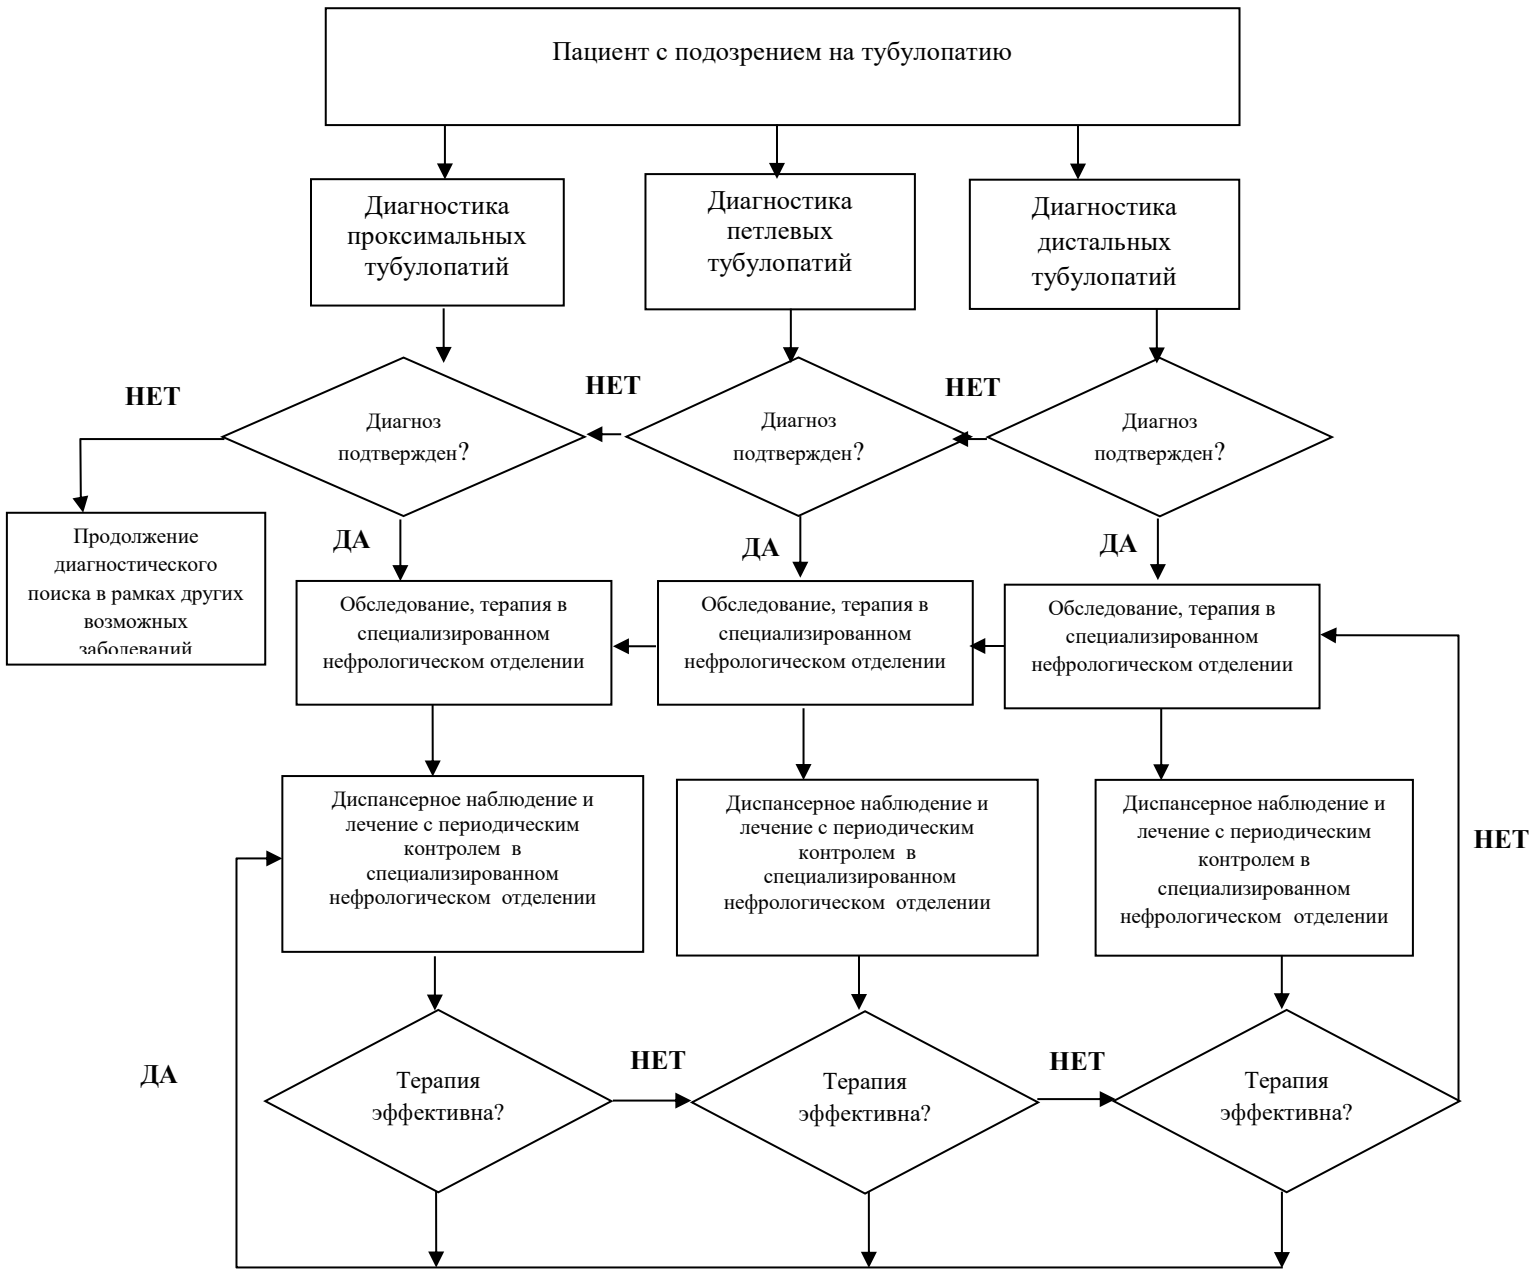 Пациент с подозрением на тубулопатию
Диагностика
проксимальных
тубулопатий
Диагностика
петлевых
тубулопатий
Диагностика
дистальных
тубулопатий
НЕТ
НЕТ
НЕТ
Диагноз
подтвержден?
Диагноз
подтвержден?
Диагноз
подтвержден?
ДА
ДА
ДА
Продолжение
диагностического
поиска в рамках других
возможных
заболеваний
Обследование, терапия в
специализированном
нефрологическом отделении
Обследование, терапия в
специализированном
нефрологическом отделении
Обследование, терапия в
специализированном
нефрологическом отделении
Диспансерное наблюдение и
лечение с периодическим
контролем в
специализированном
нефрологическом отделении
Диспансерное наблюдение и
лечение с периодическим
контролем в
специализированном
нефрологическом отделении
Диспансерное наблюдение и
лечение с периодическим
контролем в
специализированном
нефрологическом отделении
НЕТ
ДА
Терапия
эффективна?
НЕТ
Терапия
эффективна?
НЕТ
Терапия
эффективна?